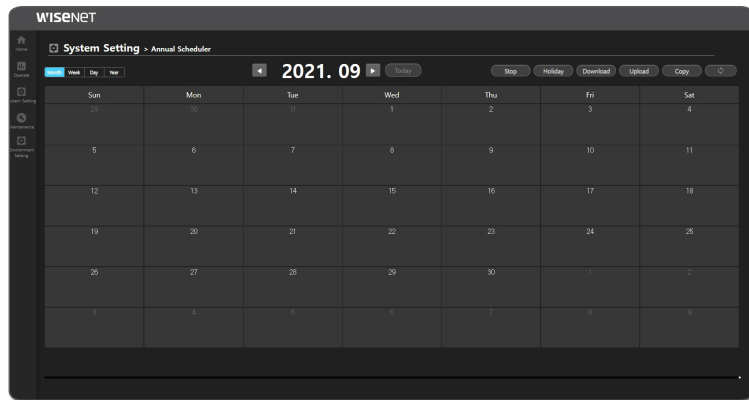 WISENET
Home
System Setting > Annual Scheduler
Operate
Month Week Day Year
◀ 2021. 09 ▶ Today
Stop Holiday Download Upload Copy
System Setting
Sun Mon Tue Wed Thu Fri Sat
29 30 31 1 2 3 4
Maintenance
Environment
Setting
5 6 7 8 9 10 11
12 13 14 15 16 17 18
19 20 21 22 23 24 25
26 27 28 29 30 1 2
3 4 5 6 7 8 9